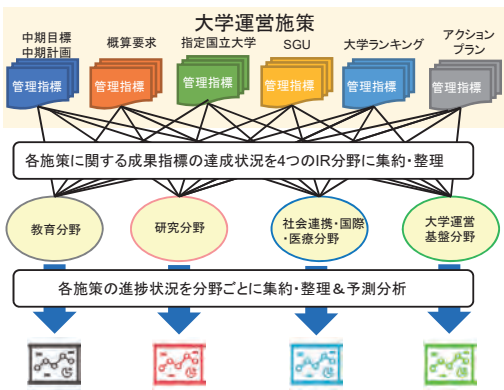 大学運営施策
中期目標
中期計画
概算要求
指定国立大学
SGU
大学ランキング
アクション
プラン
管理指標
管理指標
管理指標
管理指標
管理指標
管理指標
各施策に関する成果指標の達成状況を4つのIR分野に集約・整理
教育分野
研究分野
社会連携・国際
・医療分野
大学運営
基盤分野
各施策の進捗状況を分野ごとに集約・整理&予測分析